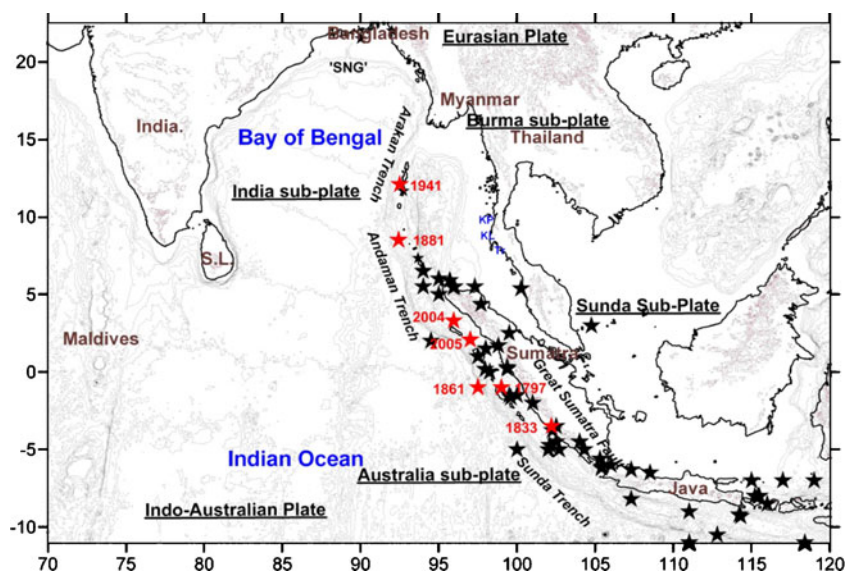 Bangladesh
Eurasian Plate
20
'SNG'
Myanmar
Burma sub-plate
India.
Thailand
15
Bay of Bengal
Arakan Trench
1941
India sub-plate
10
KP
KL
1881
S.L.
Andaman Trench
5
2004
Sunda Sub-Plate
Maldives
2005
Sumatra
0
Great Sumatra Fault
1861
1797
1833
-5
Indian Ocean
Australia sub-plate
Sunda Trench
Java
Indo-Australian Plate
-10
70 75 80 85 90 95 100 105 110 115 120